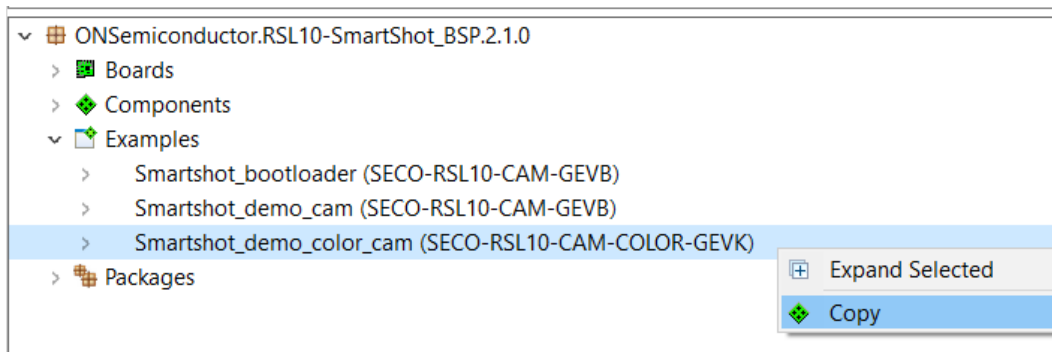 ONSemiconductor.RSL10-SmartShot_BSP.2.1.0
Boards
Components
Examples
Smartshot_bootloader (SECO-RSL10-CAM-GEVB)
Smartshot_demo_cam (SECO-RSL10-CAM-GEVB)
Smartshot_demo_color_cam (SECO-RSL10-CAM-COLOR-GEVK)
Packages
Expand Selected
Copy